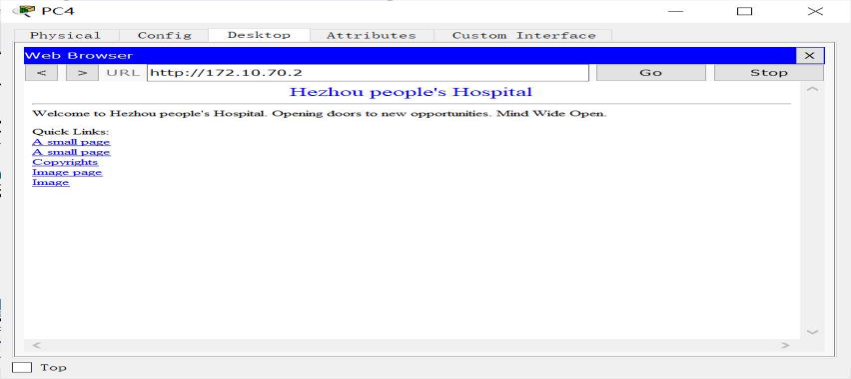 PC4
Physical Config Desktop Attributes Custom Interface
Web Browser
< > URL http://172.10.70.2 Go Stop
Hezhou people's Hospital
Welcome to Hezhou people's Hospital. Opening doors to new opportunities. Mind Wide Open.
Quick Links:
A small page
A small page
Copyrights
Image page
Image
Top